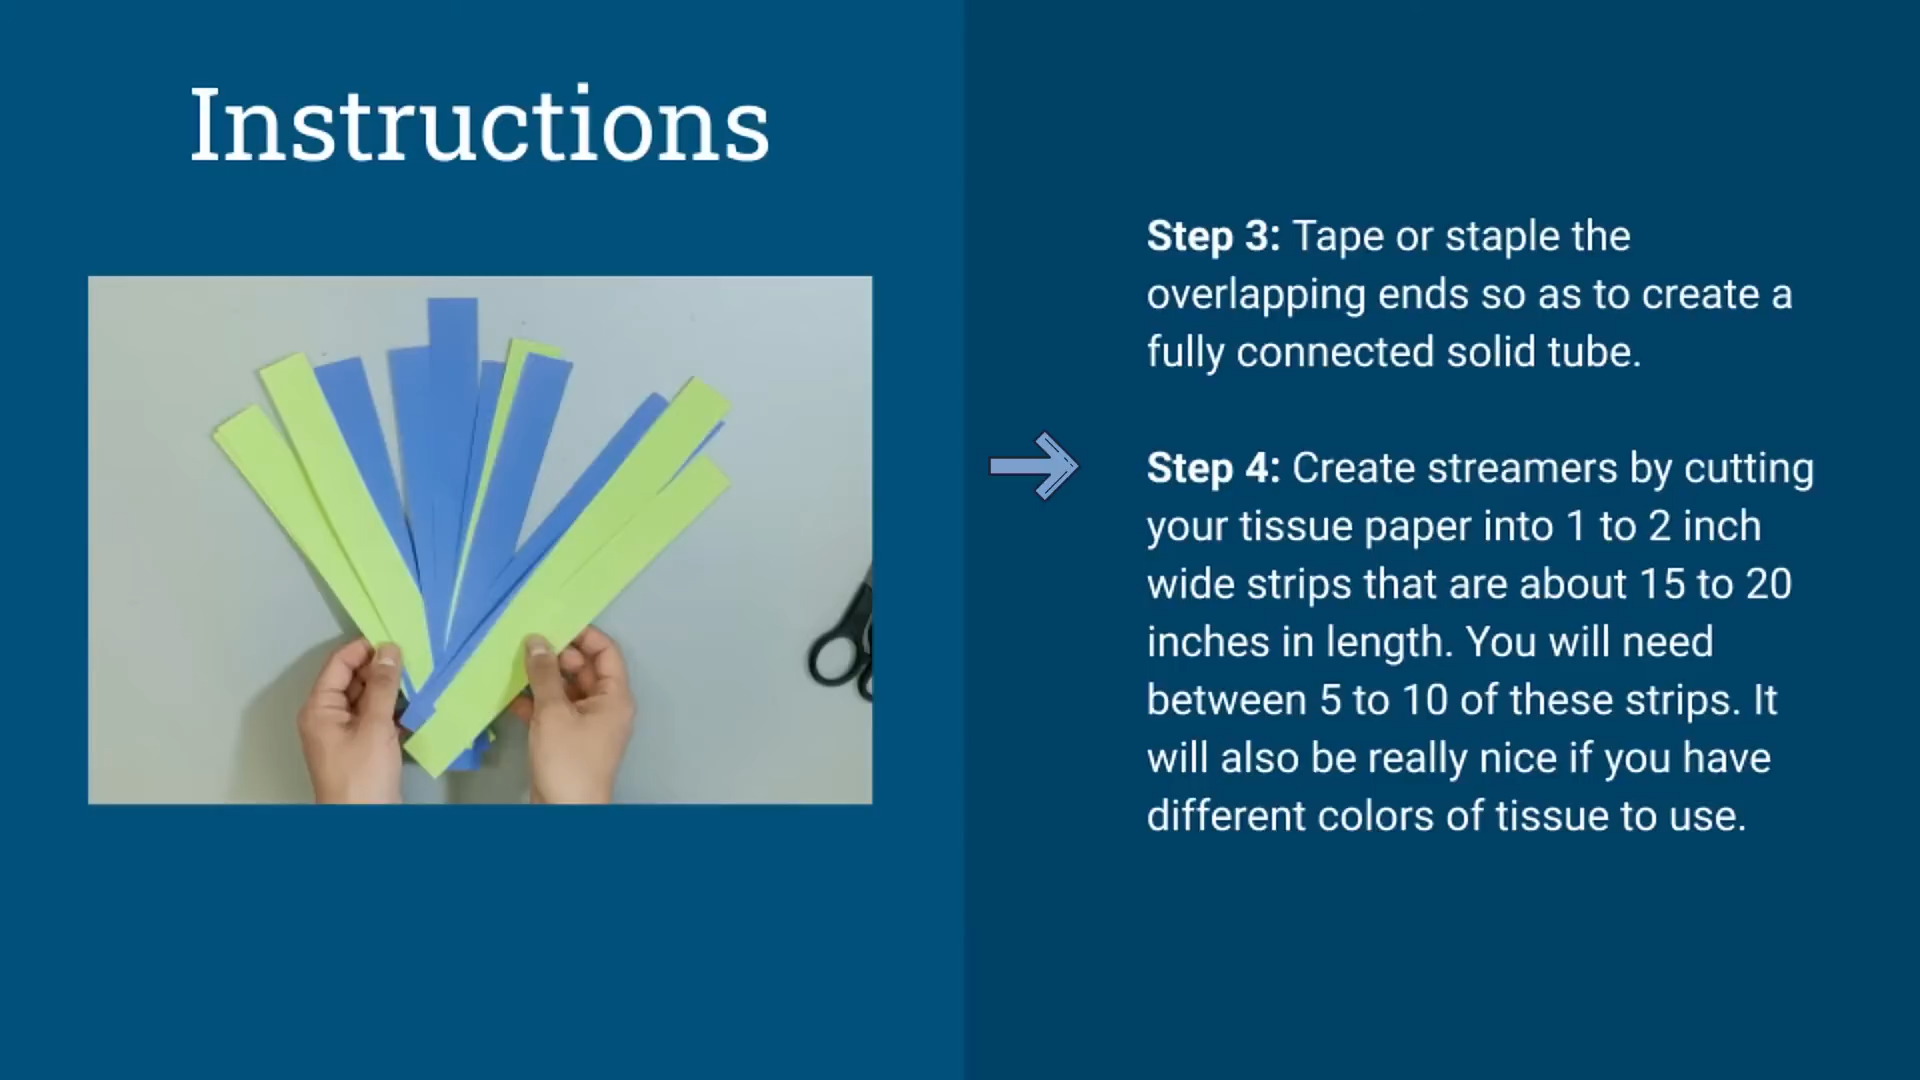 Instructions
Step 3: Tape or staple the
overlapping ends so as to create a
fully connected solid tube.
Step 4: Create streamers by cutting
your tissue paper into 1 to 2 inch
wide strips that are about 15 to 20
inches in length. You will need
between 5 to 10 of these strips. It
will also be really nice if you have
different colors of tissue to use.